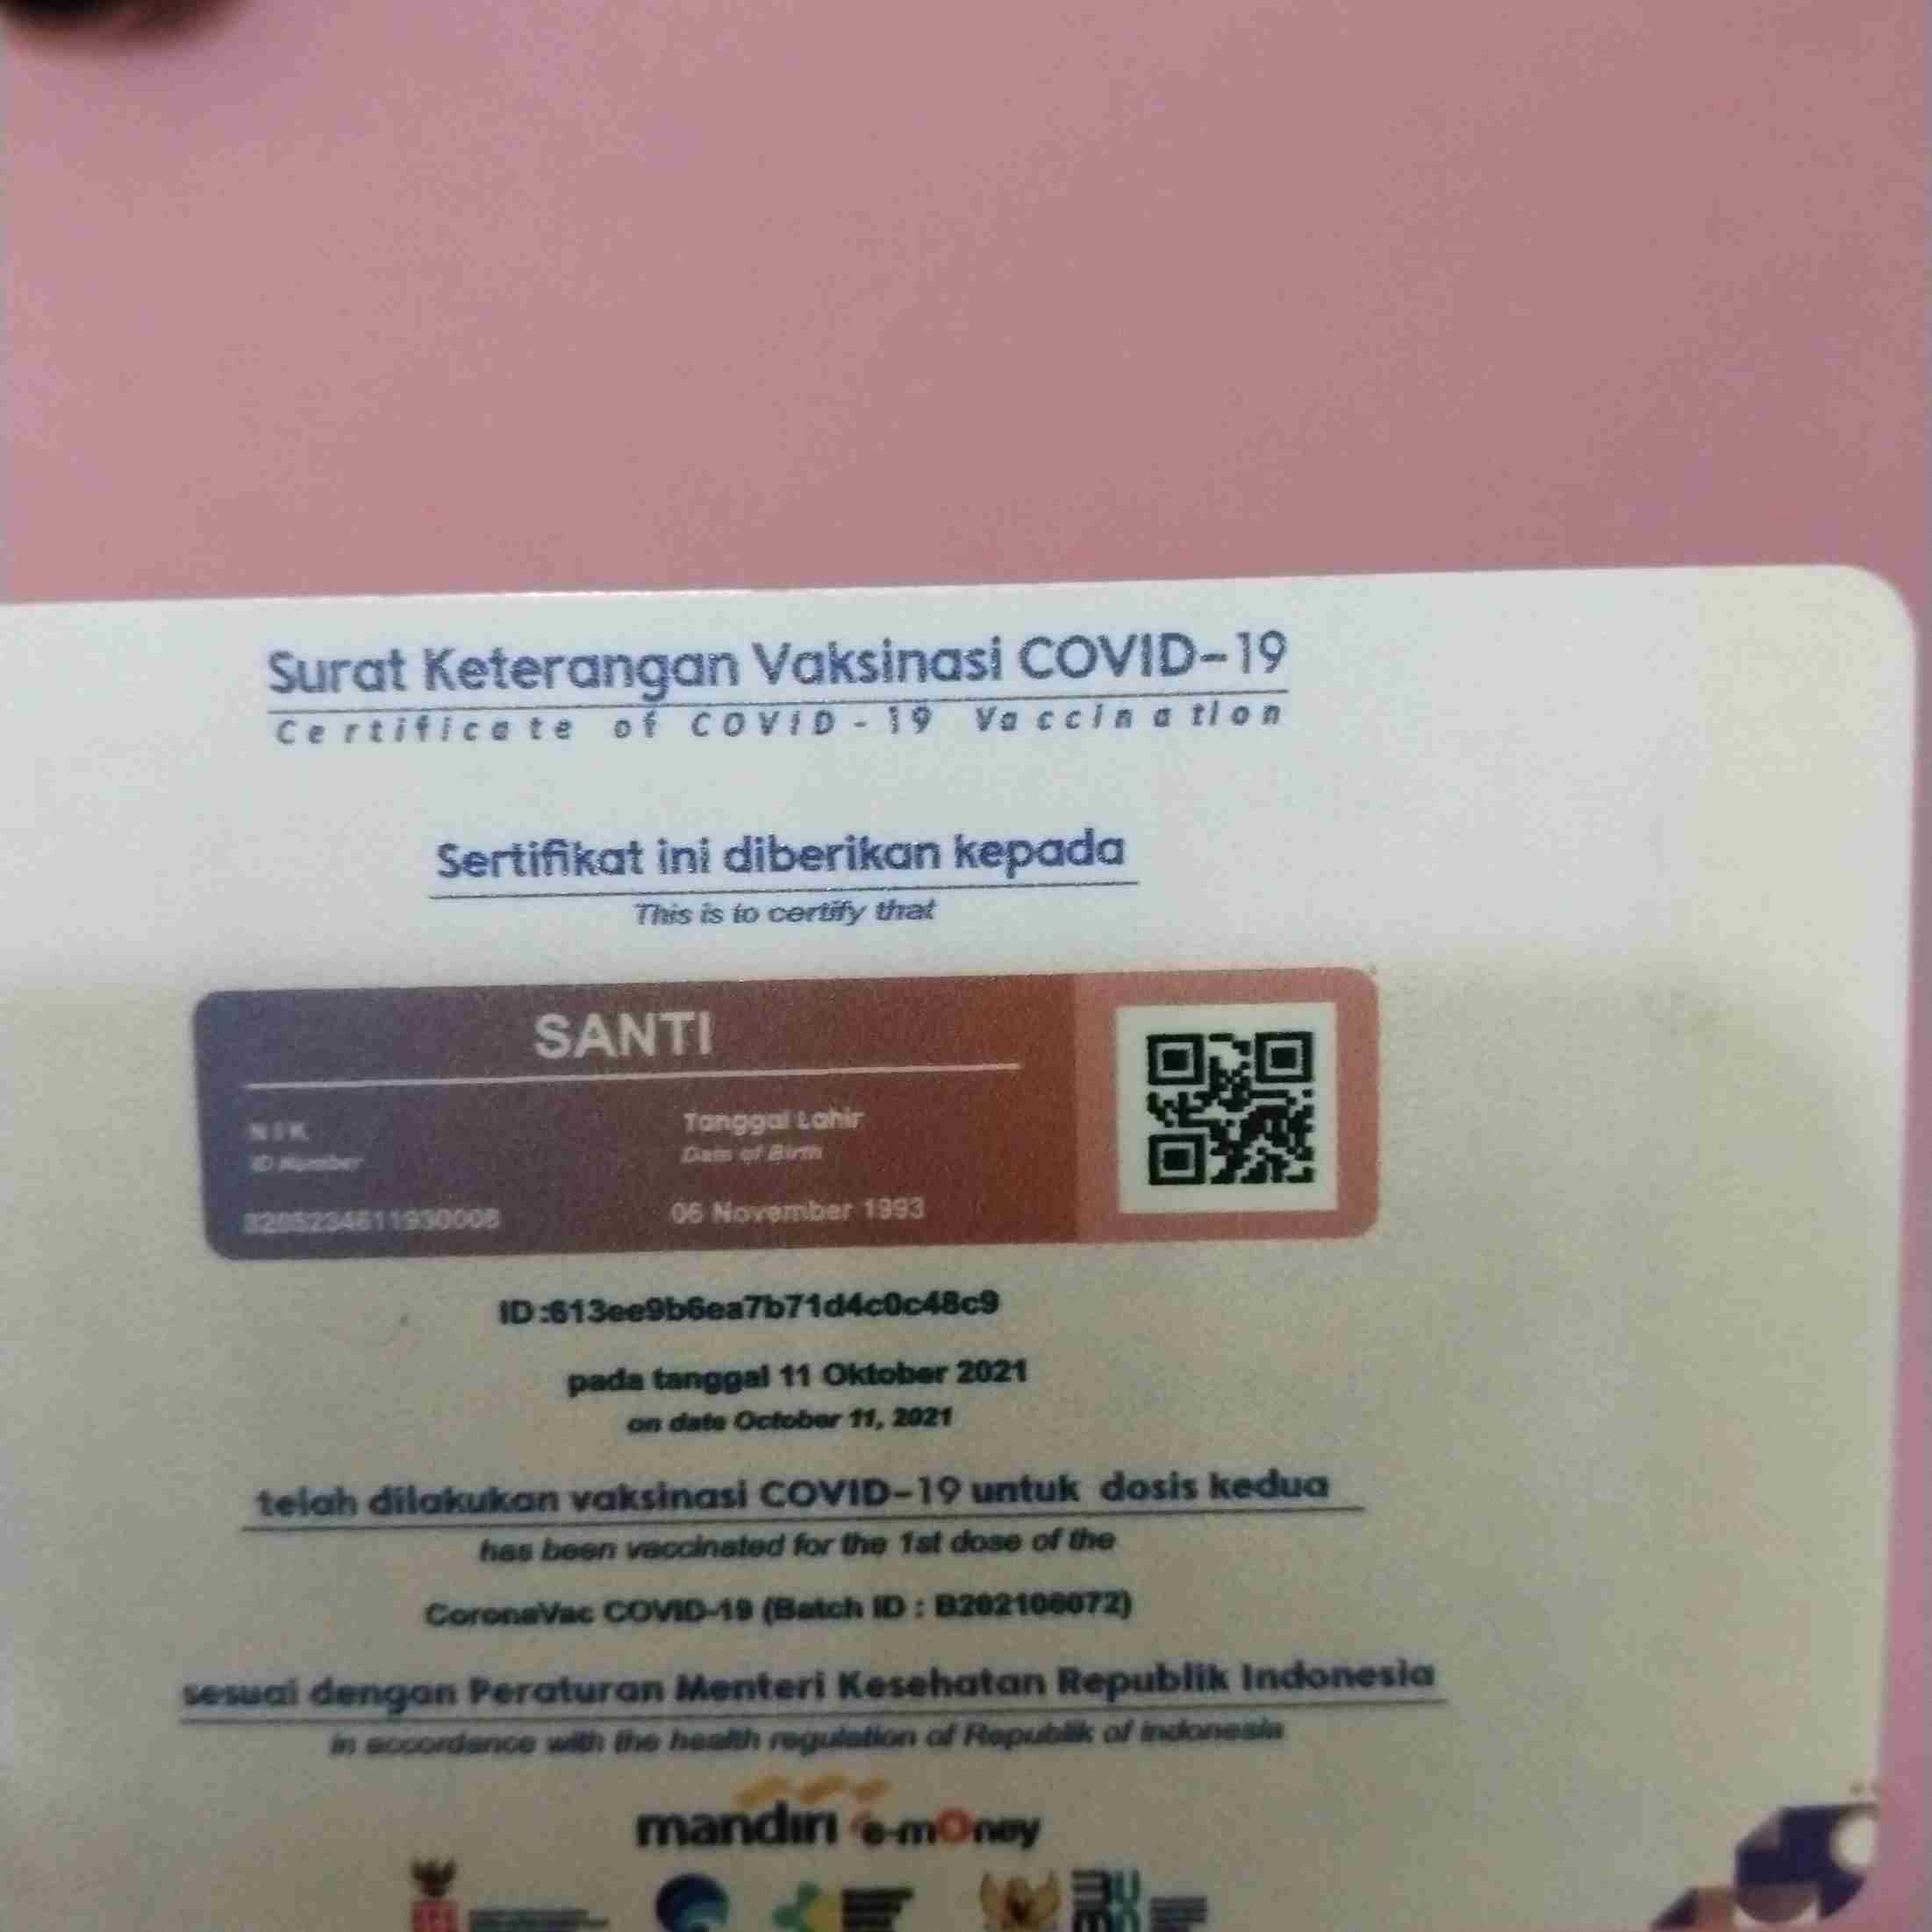 Surat Keterangan Vaksinasi COVID-19
Certificate of COVID-19 Vaccination
Sertifikat ini diberikan kepada
This is to certify that
SANTI
NIK Tanggal Lahir
ID Number Date of Birth
06 November 1993
ID:613ee9b6ea7b71d4c0c48c9
pada tanggal 11 Oktober 2021
on date October 11, 2021
telah dilakukan vaksinasi COVID-19 untuk dosis kedua
has been vaccinated for the 1st dose of the
CoronaVac COVID-19 (Batch ID : B202108072)
sesuai dengan Peraturan Menteri Kesehatan Republik Indonesia
in accordance with the health regulation of Republik of Indonesia
mandiri e-money